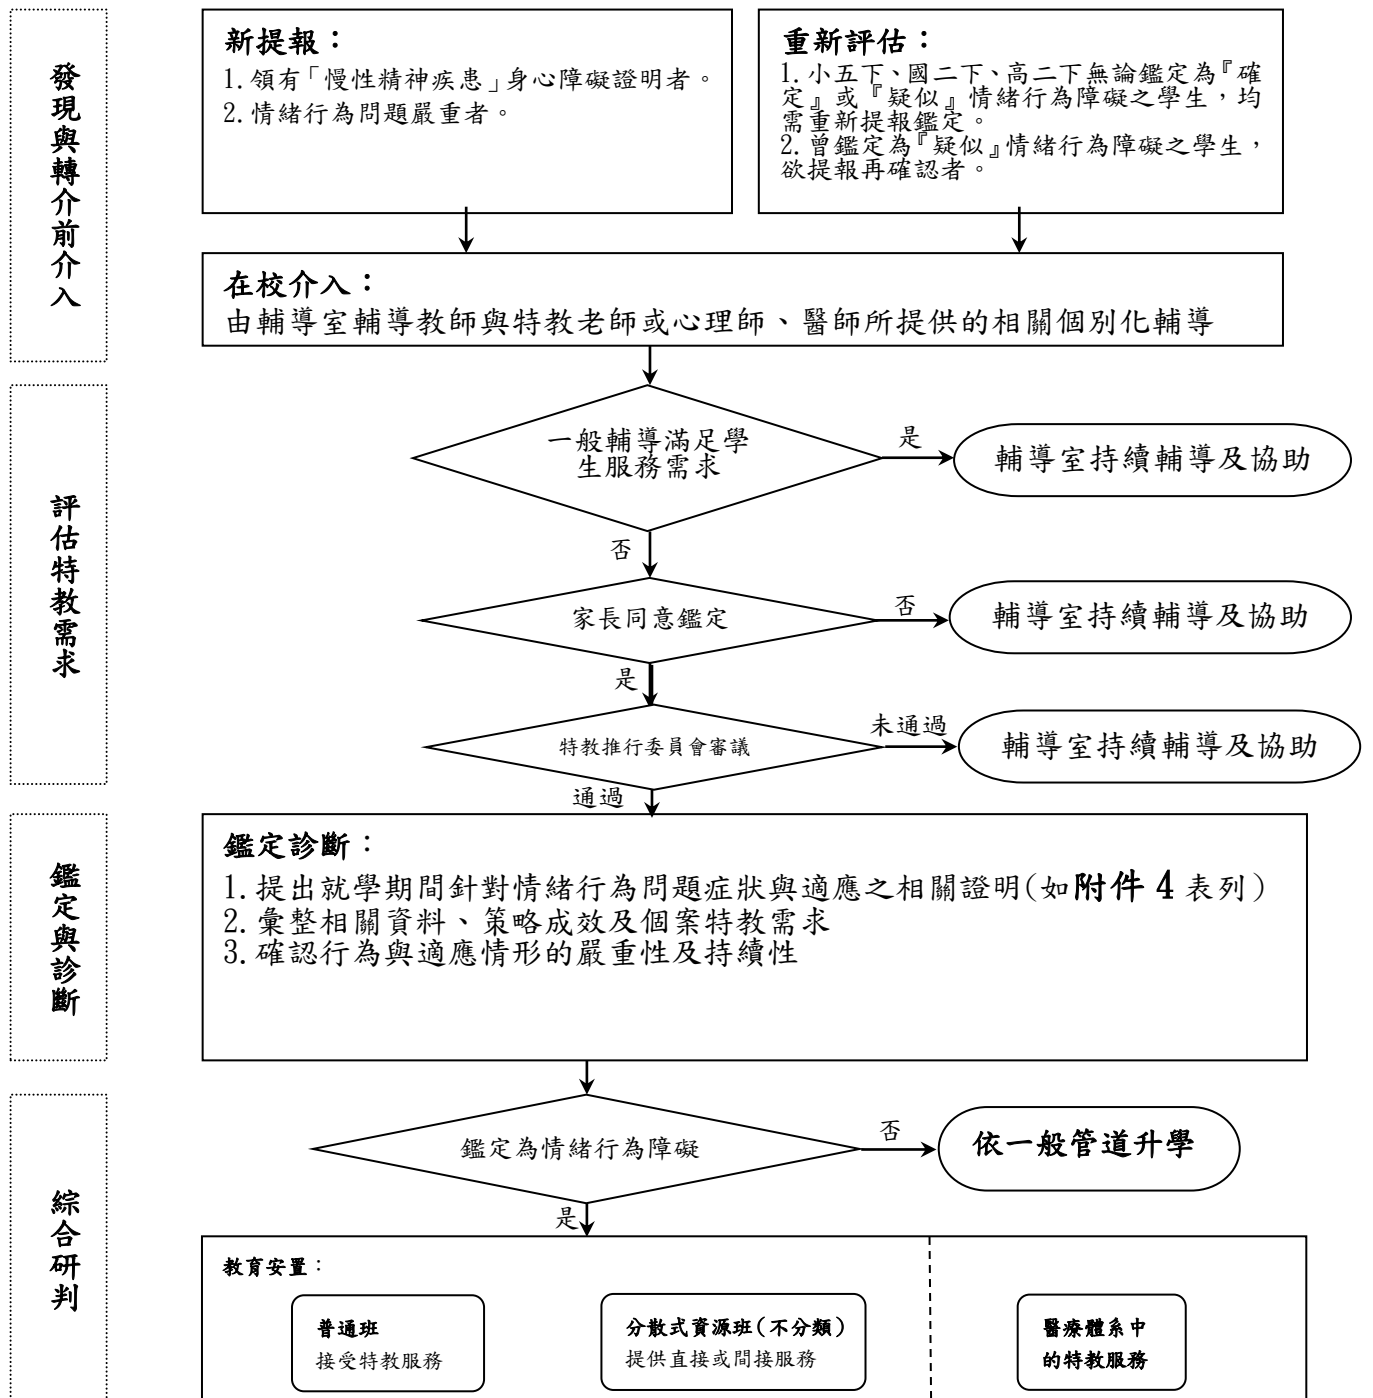 發現與轉介前介入
新提報：
1.領有「慢性精神疾患」身心障礙證明者。
2.情緒行為問題嚴重者。
重新評估：
1.小五下、國二下、高二下無論鑑定為『確
定』或『疑似』情緒行為障礙之學生，均
需重新提報鑑定。
2.曾鑑定為『疑似』情緒行為障礙之學生，
欲提報再確認者。
在校介入：
由輔導室輔導教師與特教老師或心理師、醫師所提供的相關個別化輔導
評估特教需求
一般輔導滿足學
生服務需求
是
輔導室持續輔導及協助
否
家長同意鑑定
否
輔導室持續輔導及協助
是
特教推行委員會審議
未通過
輔導室持續輔導及協助
通過
鑑定與診斷
鑑定診斷：
1.提出就學期間針對情緒行為問題症狀與適應之相關證明(如附件 4 表列)
2.彙整相關資料、策略成效及個案特教需求
3.確認行為與適應情形的嚴重性及持續性
綜合研判
鑑定為情緒行為障礙
否
依一般管道升學
是
教育安置：
普通班
接受特教服務
分散式資源班(不分類)
提供直接或間接服務
醫療體系中
的特教服務